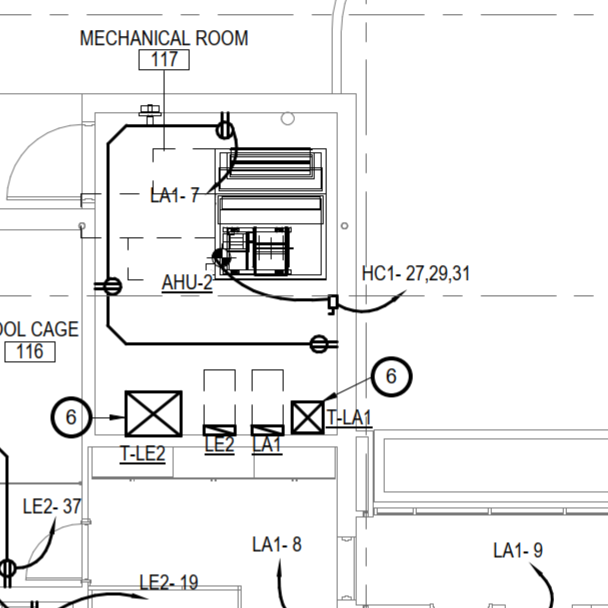 MECHANICAL ROOM
117
LA1- 7
AHU-2
HC1- 27,29,31
OOL CAGE
116
6
6
T-LA1
LE2
LA1
T-LE2
LE2- 37
LA1- 8
LA1- 9
LE2- 19